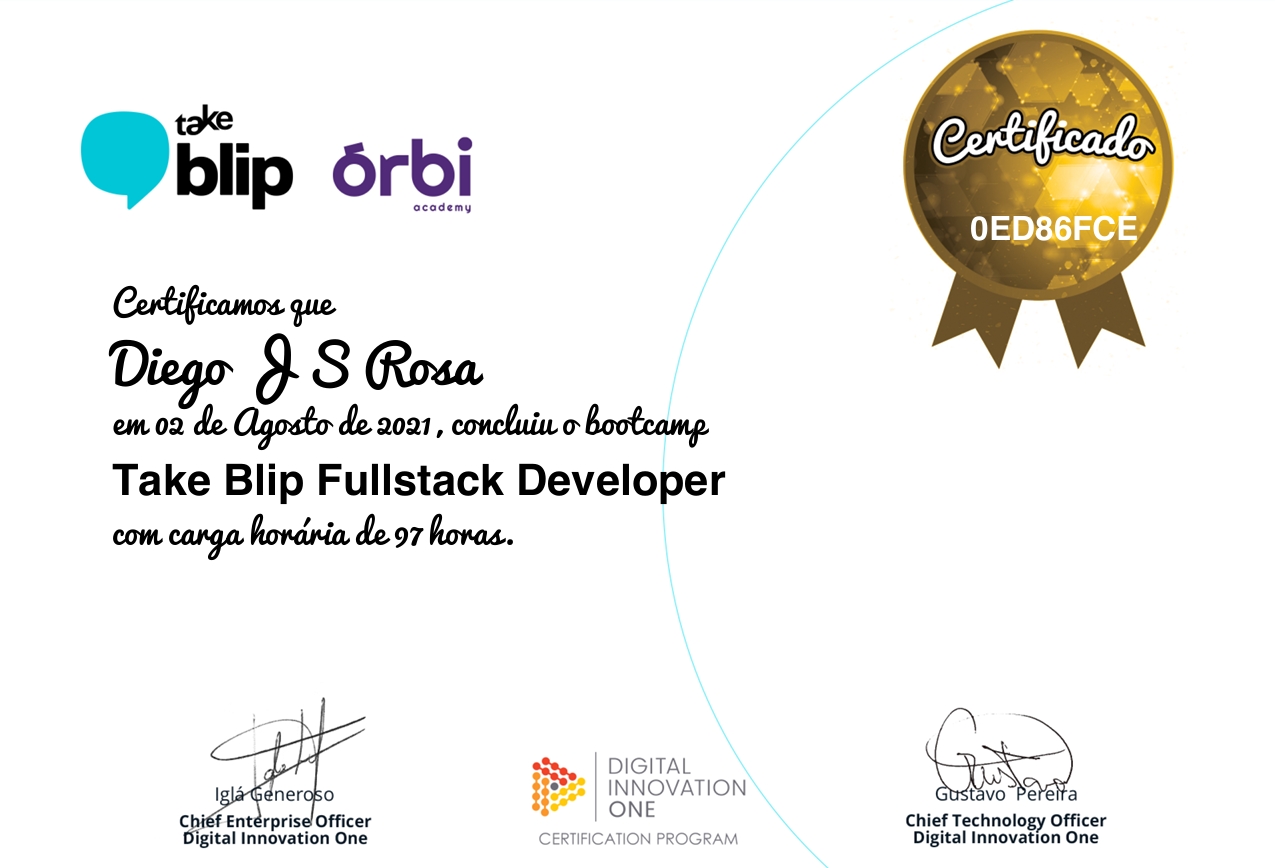 take
blip
órbi
academy
Certificado
0ED86FCE
Certificamos que
Diego J S Rosa
em 02 de Agosto de 2021, concluiu o bootcamp
Take Blip Fullstack Developer
com carga horária de 97 horas.
Iglá Generoso
Chief Enterprise Officer
Digital Innovation One
DIGITAL
INNOVATION
ONE
CERTIFICATION PROGRAM
Gustavo Pereira
Chief Technology Officer
Digital Innovation One